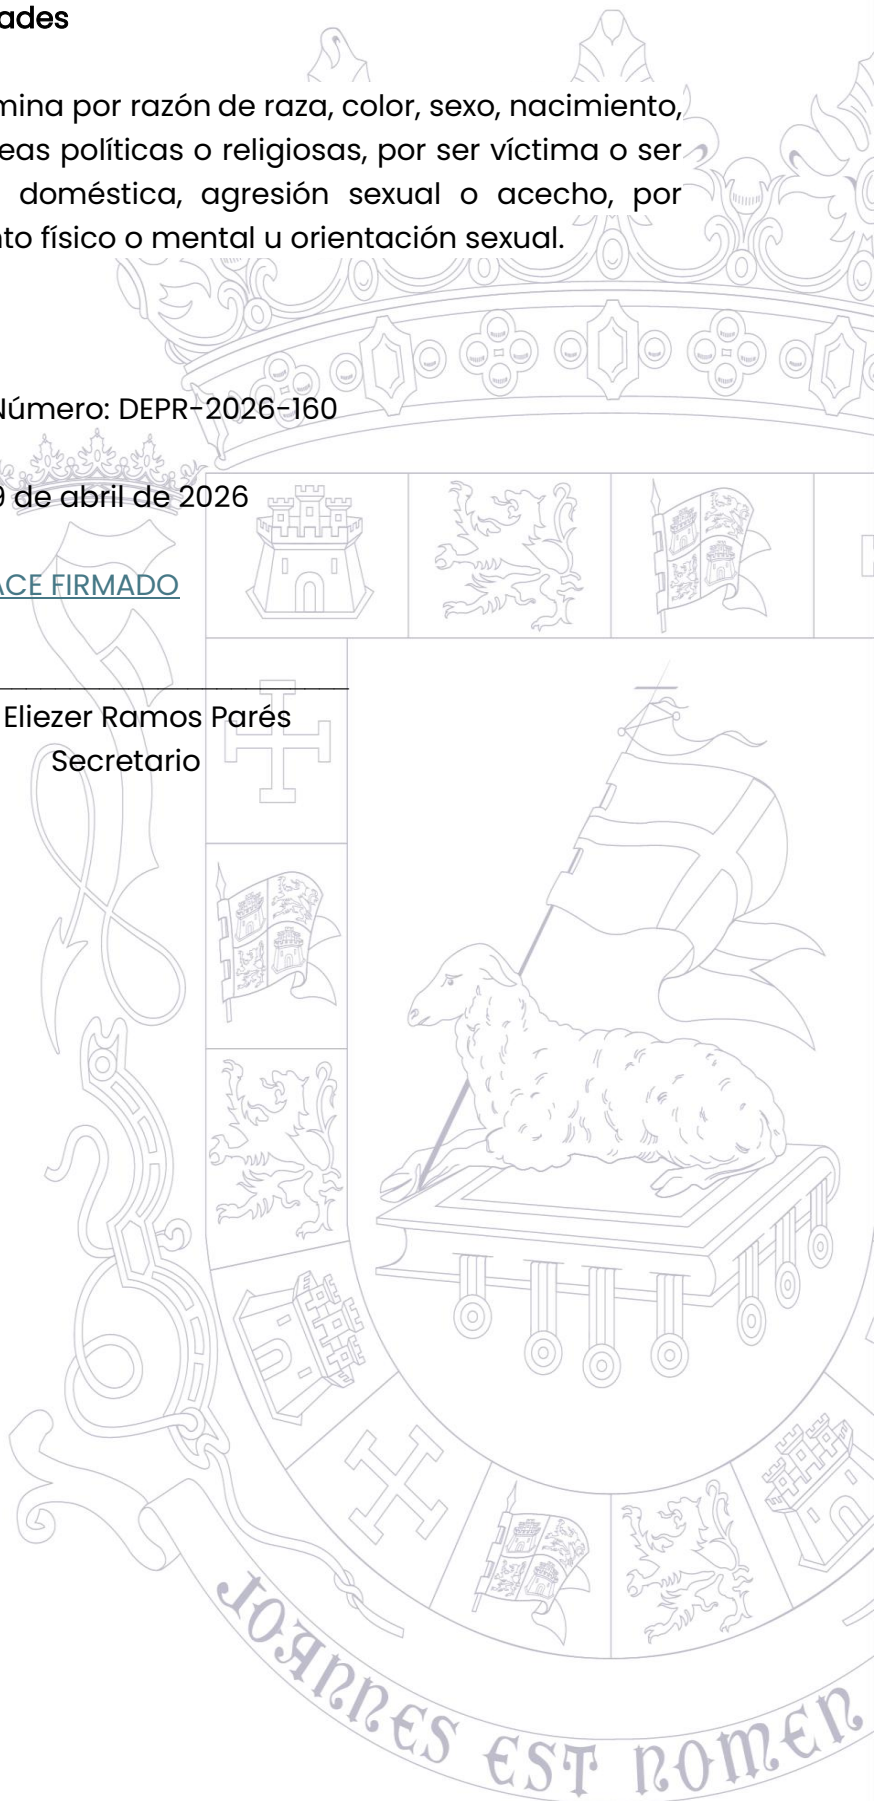 ades
mina por razón de raza, color, sexo, nacimiento,
eas políticas o religiosas, por ser víctima o ser
doméstica, agresión sexual o acecho, por
nto físico o mental u orientación sexual.
Número: DEPR-2026-160
9 de abril de 2026
ACE FIRMADO
Eliezer Ramos Parés
Secretario
JOANNES EST NOMEN